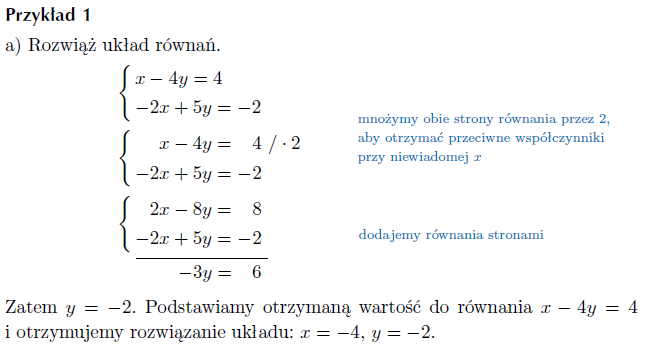 Przykład 1
a) Rozwiąż układ równań.
x − 4y = 4
−2x + 5y = −2
mnożymy obie strony równania przez 2,
aby otrzymać przeciwne współczynniki
przy niewiadomej x
x − 4y = 4 / · 2
−2x + 5y = −2
2x − 8y = 8
−2x + 5y = −2
dodajemy równania stronami
−3y = 6
Zatem y = −2. Podstawiamy otrzymaną wartość do równania x − 4y = 4
i otrzymujemy rozwiązanie układu: x = −4, y = −2.